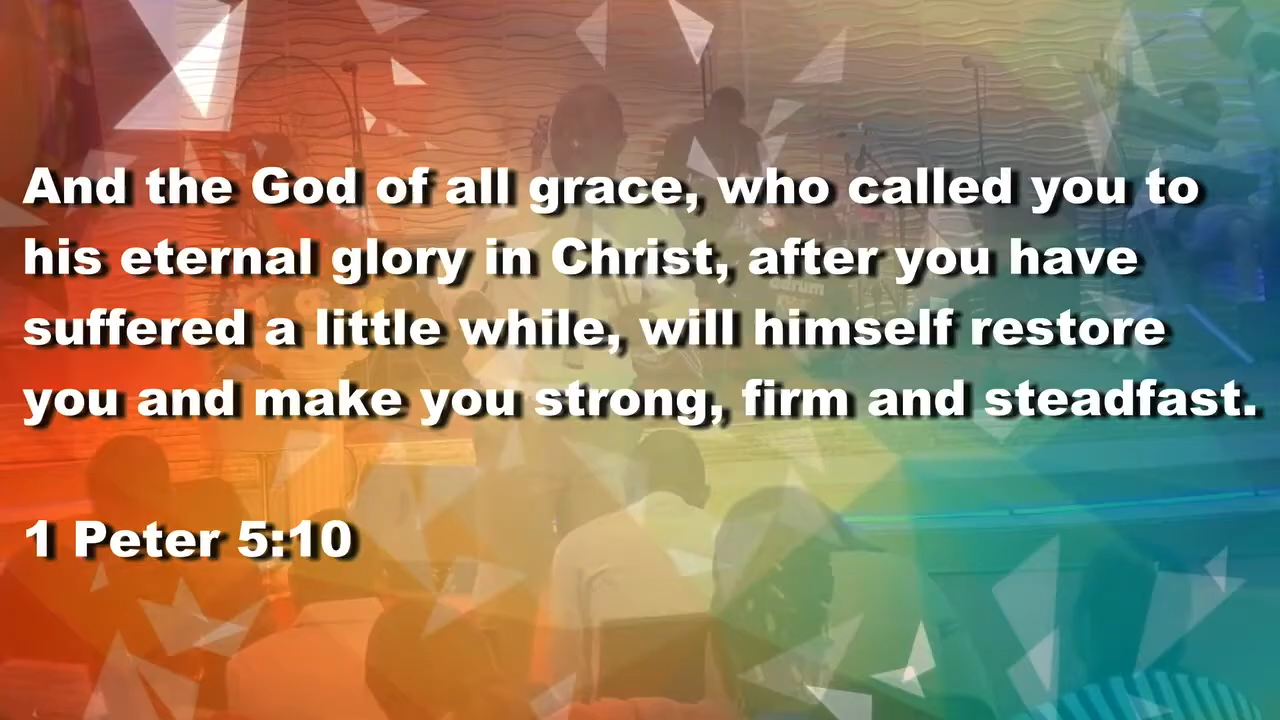 And the God of all grace, who called you to
his eternal glory in Christ, after you have
suffered a little while, will himself restore
you and make you strong, firm and steadfast.
1 Peter 5:10